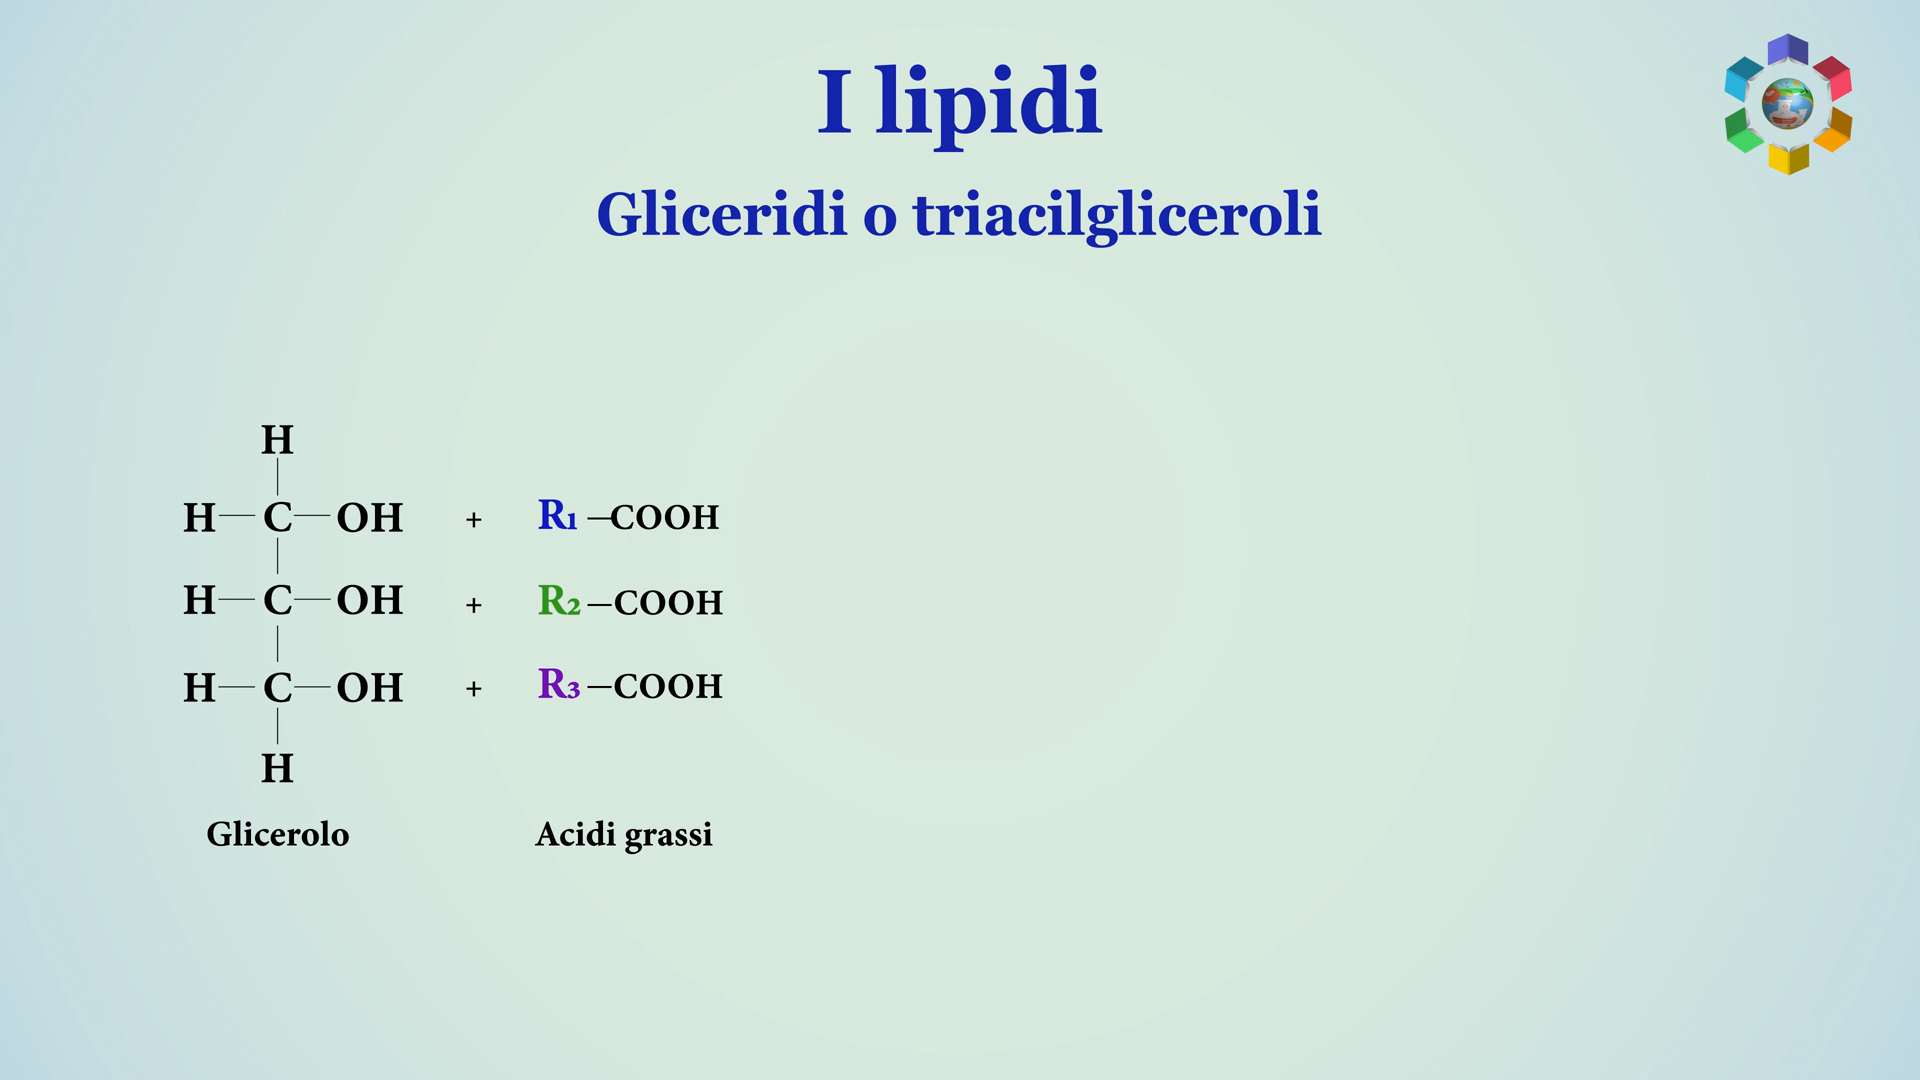 I lipidi
Gliceridi o triacilgliceroli
H
H—C—OH + R1 —COOH
H—C—OH + R2—COOH
H—C—OH + R3—COOH
H
Glicerolo Acidi grassi